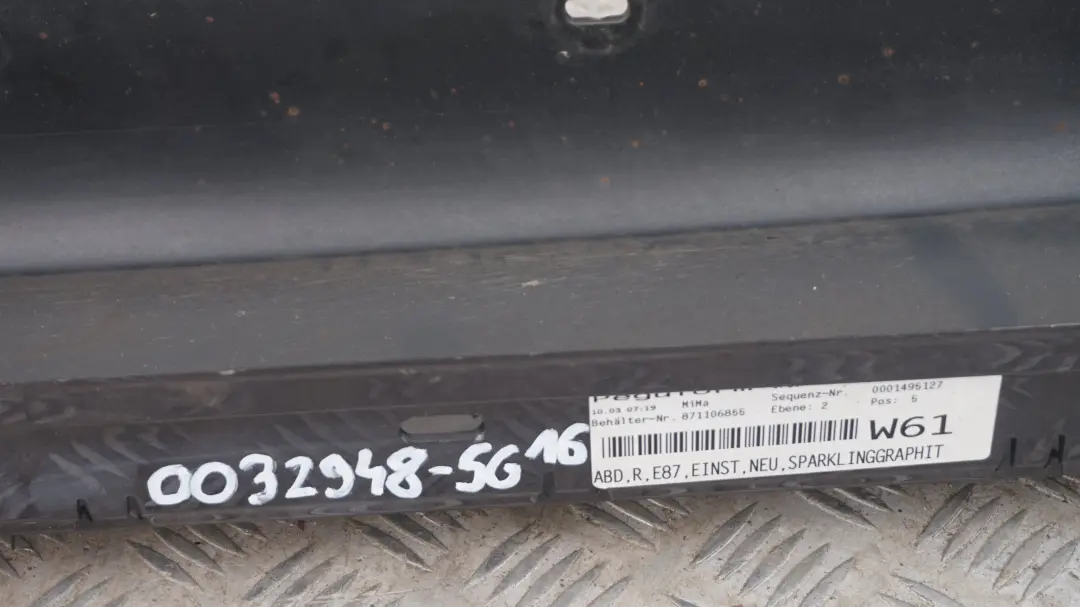 Sequenz-Nr. 0001495127
10.03 07:19 MiMa
Behälter-Nr. 871106855 Ebene: 2 Pos: 5
W61
ABD,R,E87,EINST,NEU,SPARKLINGGRAPHIT
0032948-SG16